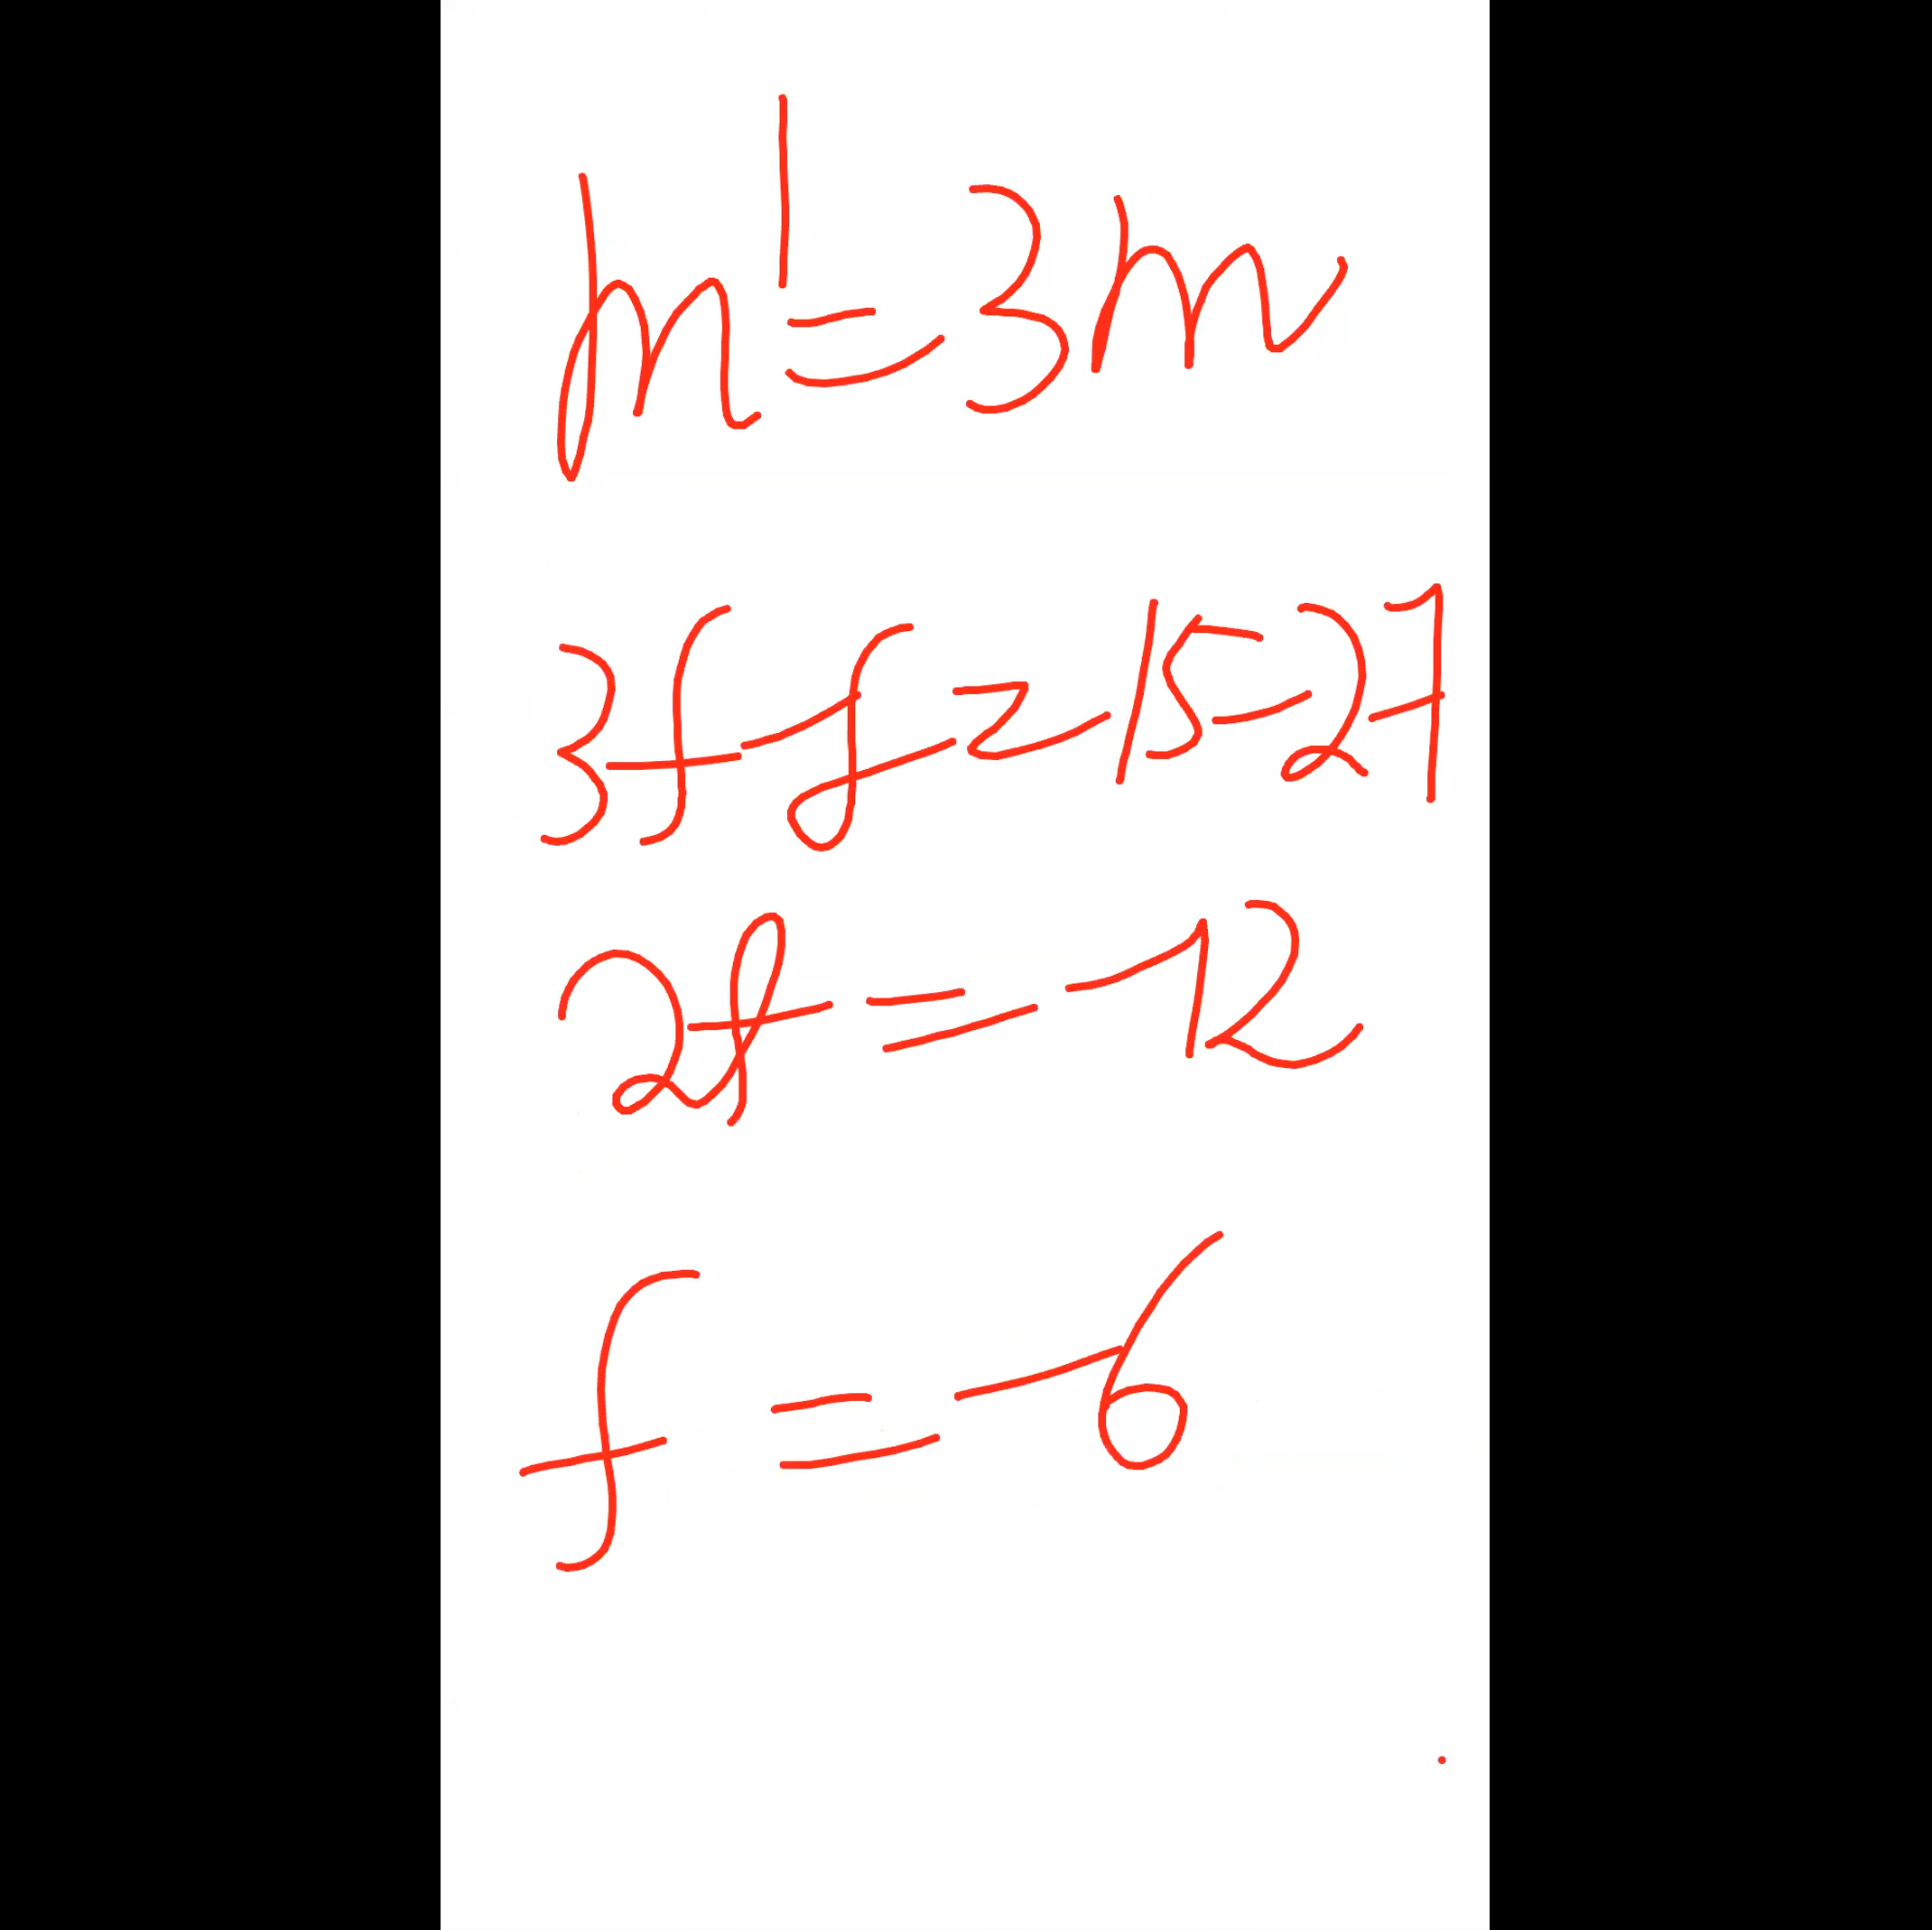 m' = 3m
3f - f = 15 - 27
2f = -12
f = -6